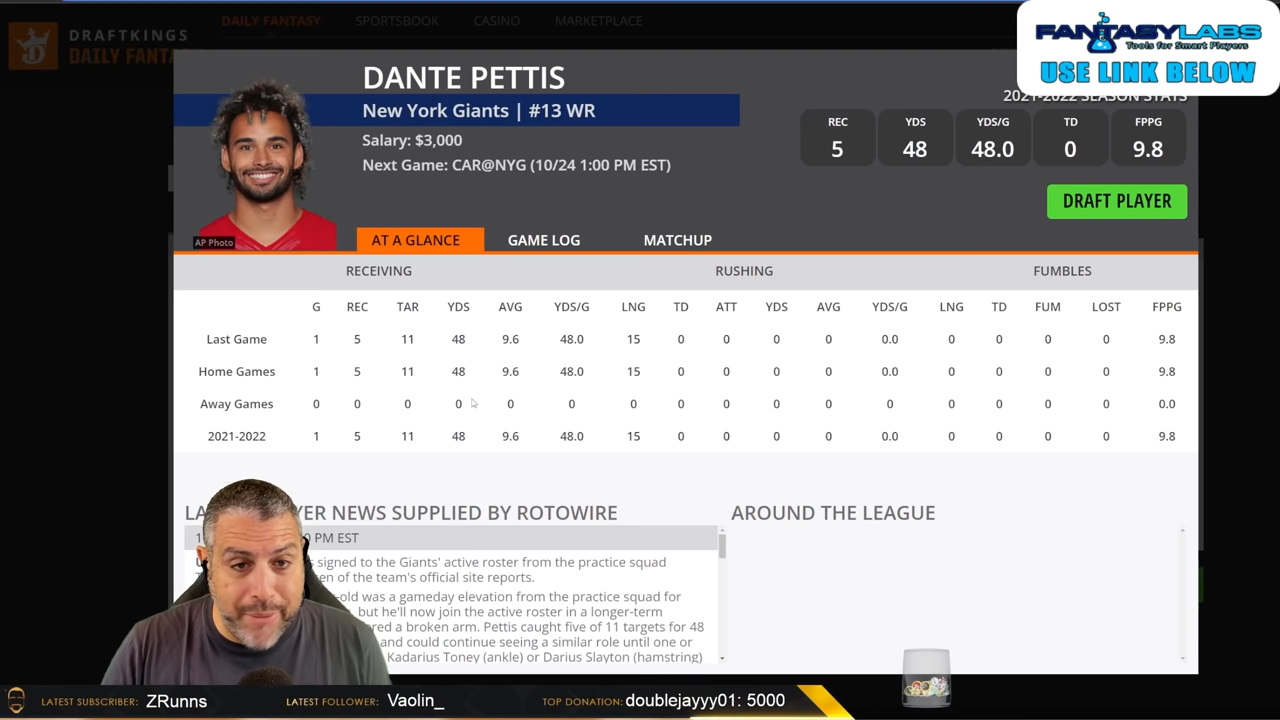 DAILY FANTASY SPORTSBOOK CASINO MARKETPLACE
DRAFTKINGS
DAILY
FANTASYLABS
Tools for Smart Players
USE LINK BELOW
DANTE PETTIS
New York Giants | #13 WR
Salary: $3,000
Next Game: CAR@NYG (10/24 1:00 PM EST)
2021-2022 SEASON STATS
REC YDS YDS/G TD FPPG
5 48 48.0 0 9.8
DRAFT PLAYER
AP Photo
AT A GLANCE GAME LOG MATCHUP
RECEIVING RUSHING FUMBLES
G REC TAR YDS AVG YDS/G LNG TD ATT YDS AVG YDS/G LNG TD FUM LOST FPPG
Last Game 1 5 11 48 9.6 48.0 15 0 0 0 0 0.0 0 0 0 0 9.8
Home Games 1 5 11 48 9.6 48.0 15 0 0 0 0 0.0 0 0 0 0 9.8
Away Games 0 0 0 0 0 0 0 0 0 0 0 0 0 0 0 0 0.0
2021-2022 1 5 11 48 9.6 48.0 15 0 0 0 0 0.0 0 0 0 0 9.8
NEWS SUPPLIED BY ROTOWIRE
AROUND THE LEAGUE
PM EST
signed to the Giants' active roster from the practice squad
of the team's official site reports.
was a gameday elevation from the practice squad for
but he'll now join the active roster in a longer-term
a broken arm. Pettis caught five of 11 targets for 48
and could continue seeing a similar role until one or
Kadarius Toney (ankle) or Darius Slayton (hamstring)
LATEST SUBSCRIBER: ZRunns LATEST FOLLOWER: Vaolin_ TOP DONATION: doublejayyy01: 5000